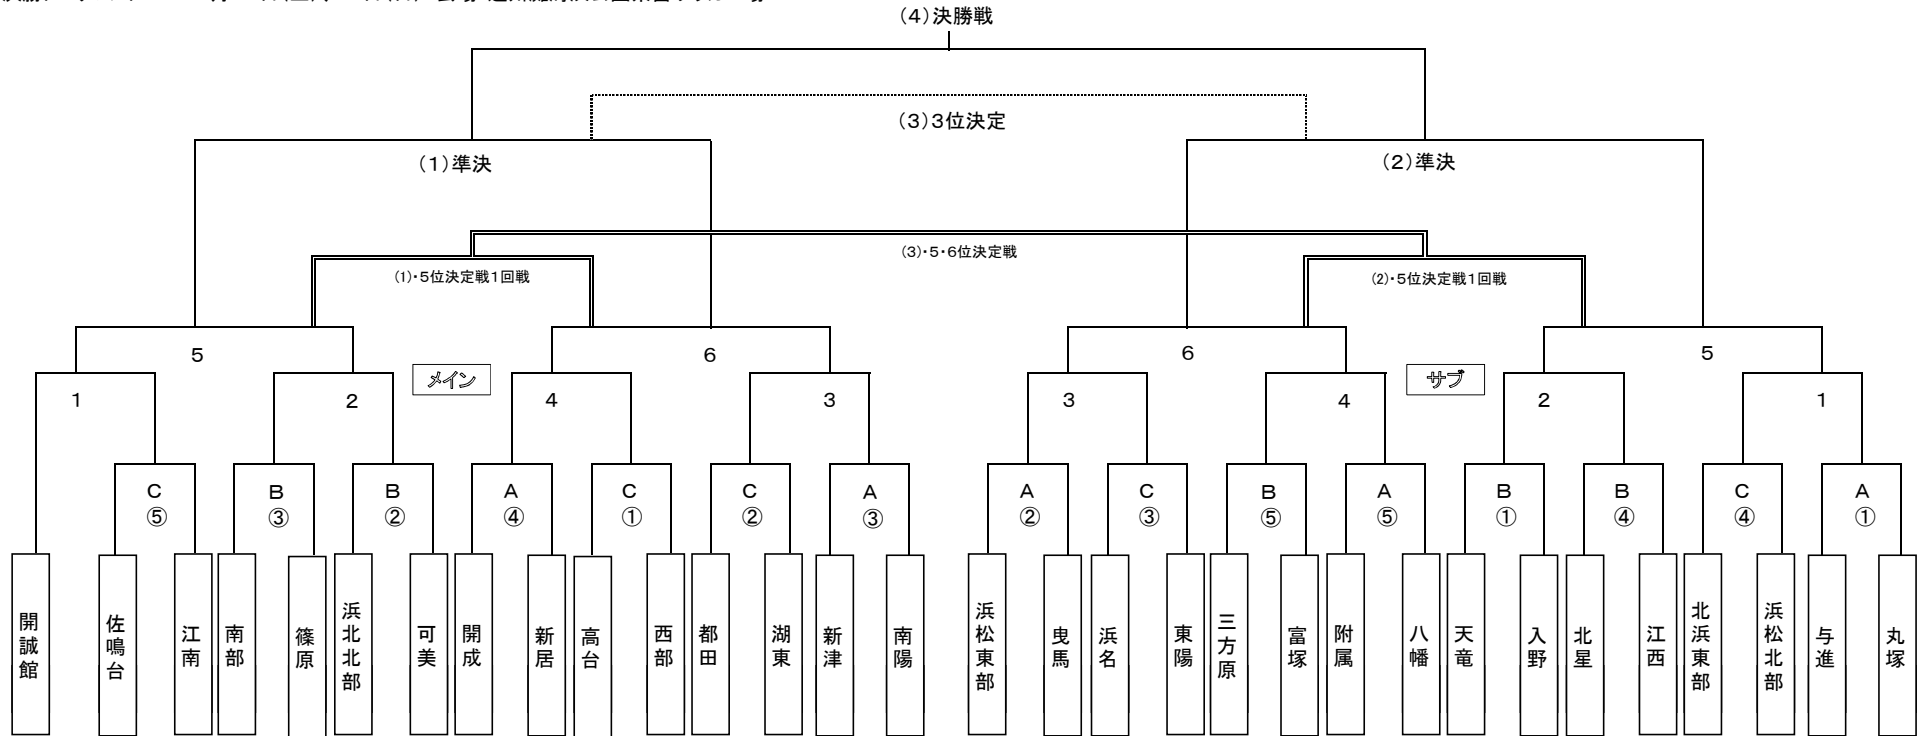 (4)決勝戦
(3)3位決定
(1)準決
(2)準決
(3)・5・6位決定戦
(1)・5位決定戦1回戦
(2)・5位決定戦1回戦
5
6
6
5
メイン
サブ
1
2
4
3
3
4
2
1
C
B
B
A
C
C
A
A
C
B
A
B
B
C
A
⑤
③
②
④
①
②
③
②
③
⑤
⑤
①
④
④
①
開誠館
佐鳴台
江南
南部
篠原
浜北北部
可美
開成
新居
高台
西部
都田
湖東
新津
南陽
浜松東部
曳馬
浜名
東陽
三方原
富塚
附属
八幡
天竜
入野
北星
江西
北浜東部
浜松北部
与進
丸塚